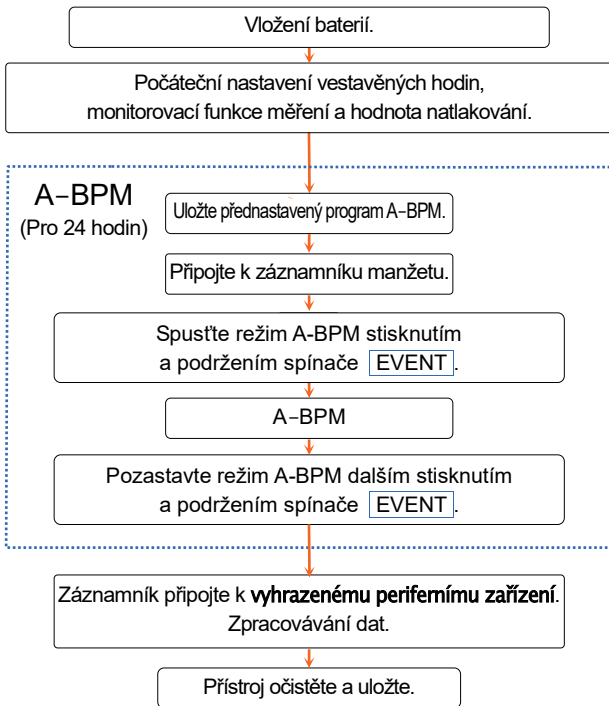 Vložení baterií.
Počáteční nastavení vestavěných hodin,
monitorovací funkce měření a hodnota natlakování.
A–BPM
(Pro 24 hodin)
Uložte přednastavený program A–BPM.
Připojte k záznamníku manžetu.
Spusťte režim A-BPM stisknutím
a podržením spínače EVENT.
A–BPM
Pozastavte režim A-BPM dalším stisknutím
a podržením spínače EVENT.
Záznamník připojte k vyhrazenému perifernímu zařízení.
Zpracovávání dat.
Přístroj očistěte a uložte.